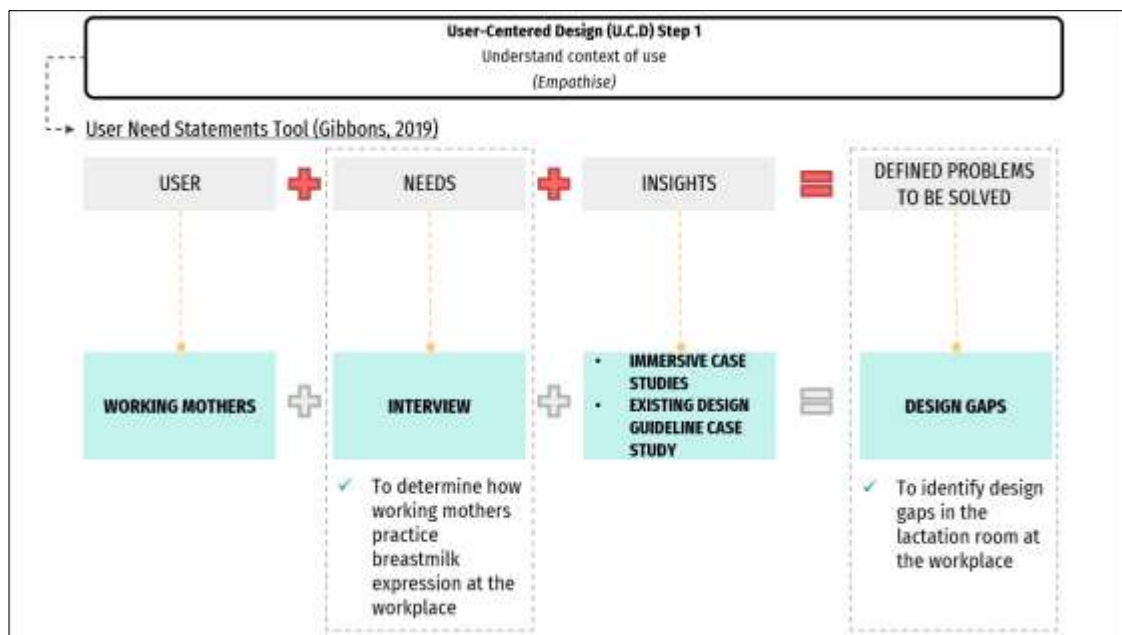 User-Centered Design (U.C.D) Step 1
Understand context of use
(Empathise)
User Need Statements Tool (Gibbons, 2019)
USER
NEEDS
INSIGHTS
DEFINED PROBLEMS
TO BE SOLVED
WORKING MOTHERS
INTERVIEW
• IMMERSIVE CASE
STUDIES
• EXISTING DESIGN
GUIDELINE CASE
STUDY
DESIGN GAPS
✓ To determine how
working mothers
practice
breastmilk
expression at the
workplace
✓ To identify design
gaps in the
lactation room at
the workplace